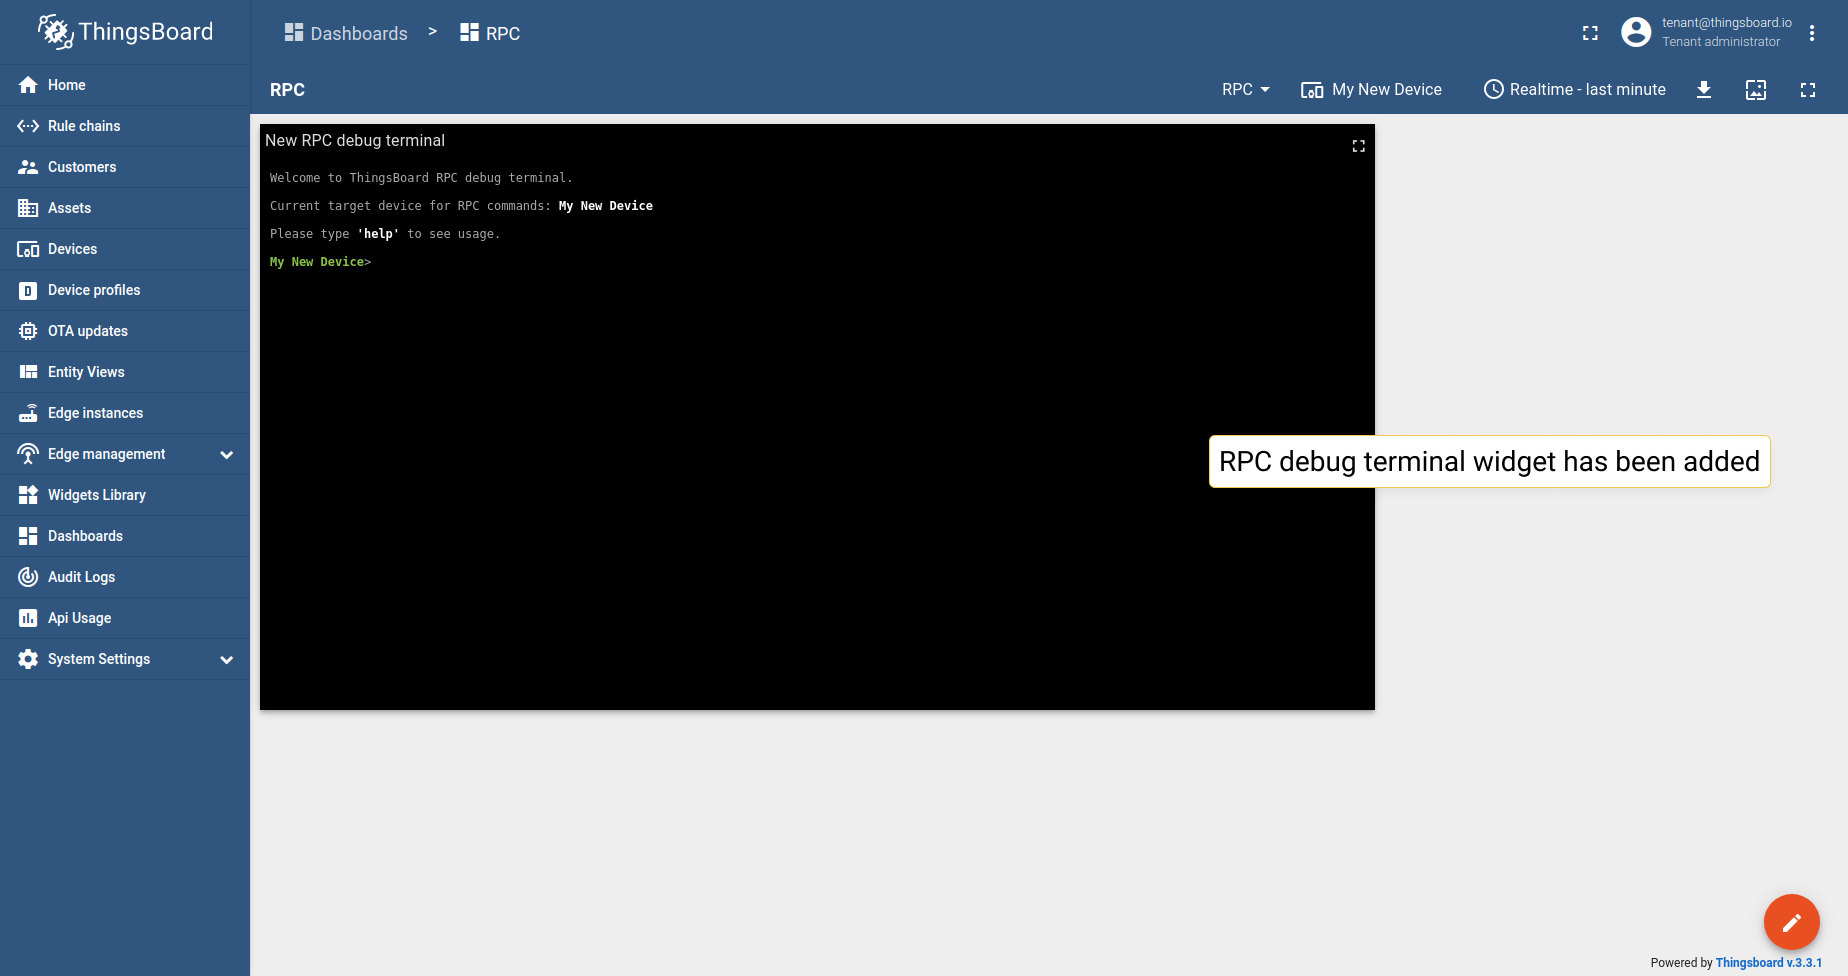 ThingsBoard
Dashboards > RPC
tenant@thingsboard.io
Tenant administrator
Home
Rule chains
Customers
Assets
Devices
Device profiles
OTA updates
Entity Views
Edge instances
Edge management
Widgets Library
Dashboards
Audit Logs
Api Usage
System Settings
RPC
RPC
My New Device
Realtime - last minute
New RPC debug terminal
Welcome to ThingsBoard RPC debug terminal.
Current target device for RPC commands: My New Device
Please type 'help' to see usage.
My New Device>
RPC debug terminal widget has been added
Powered by Thingsboard v.3.3.1